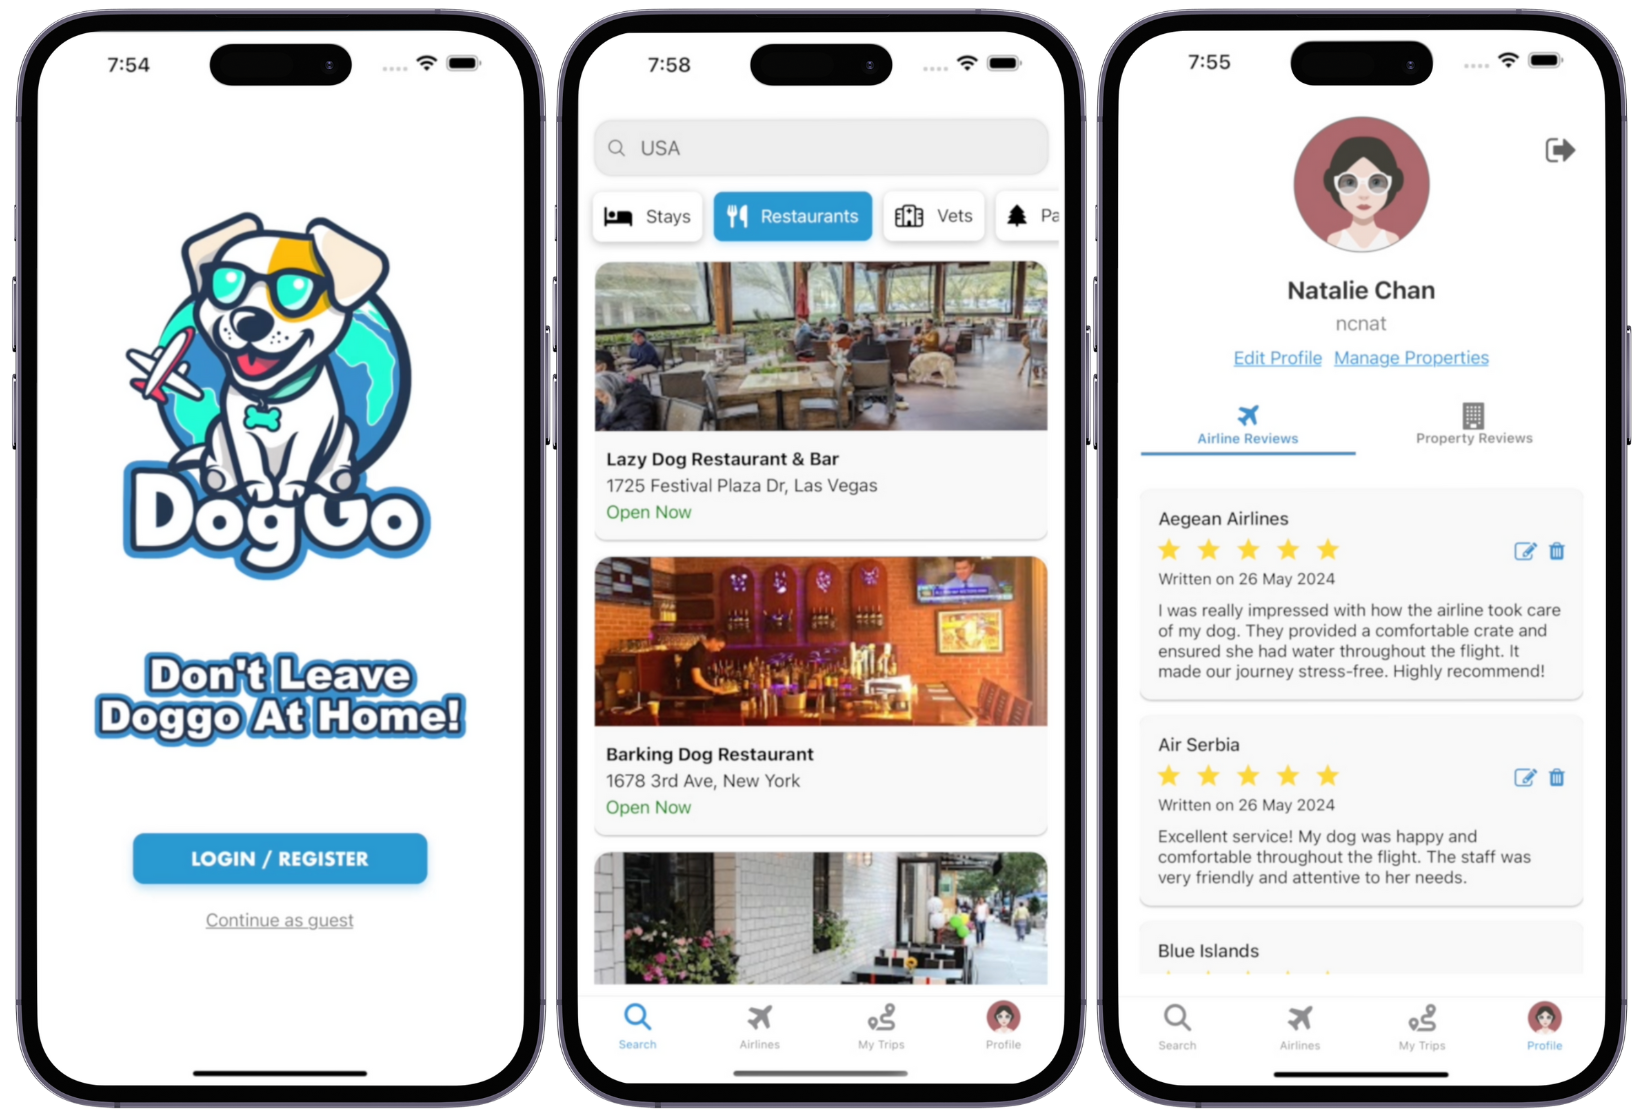 7:54
DogGo
Don't Leave
Doggo At Home!
LOGIN / REGISTER
Continue as guest
7:58
USA
Stays
Restaurants
Vets
Pa
Lazy Dog Restaurant & Bar
1725 Festival Plaza Dr, Las Vegas
Open Now
Barking Dog Restaurant
1678 3rd Ave, New York
Open Now
Search
Airlines
My Trips
Profile
7:55
Natalie Chan
ncnat
Edit Profile Manage Properties
Airline Reviews
Property Reviews
Aegean Airlines
Written on 26 May 2024
I was really impressed with how the airline took care
of my dog. They provided a comfortable crate and
ensured she had water throughout the flight. It
made our journey stress-free. Highly recommend!
Air Serbia
Written on 26 May 2024
Excellent service! My dog was happy and
comfortable throughout the flight. The staff was
very friendly and attentive to her needs.
Blue Islands
Search
Airlines
My Trips
Profile